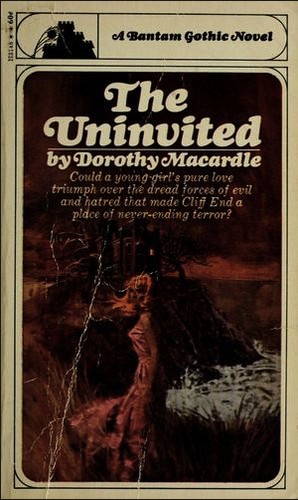 A Bantam Gothic Novel
The
Uninvited
by Dorothy Macardle
Could a young girl's pure love
triumph over the dread forces of evil
and hatred that made Cliff End a
place of never-ending terror?